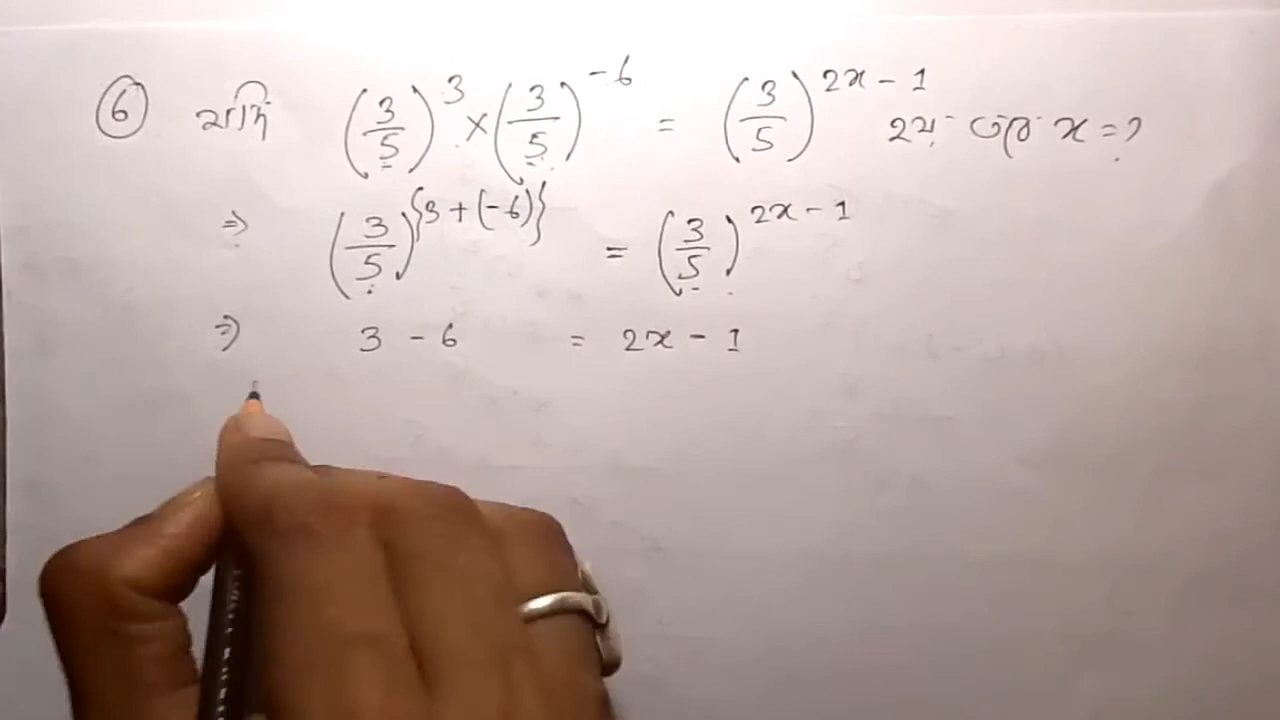 ⑥ যদি (3/5)^3 × (3/5)^-6 = (3/5)^(2x - 1) হয় তবে x = ?
⇒ (3/5)^{3 + (-6)} = (3/5)^(2x - 1)
⇒ 3 - 6 = 2x - 1